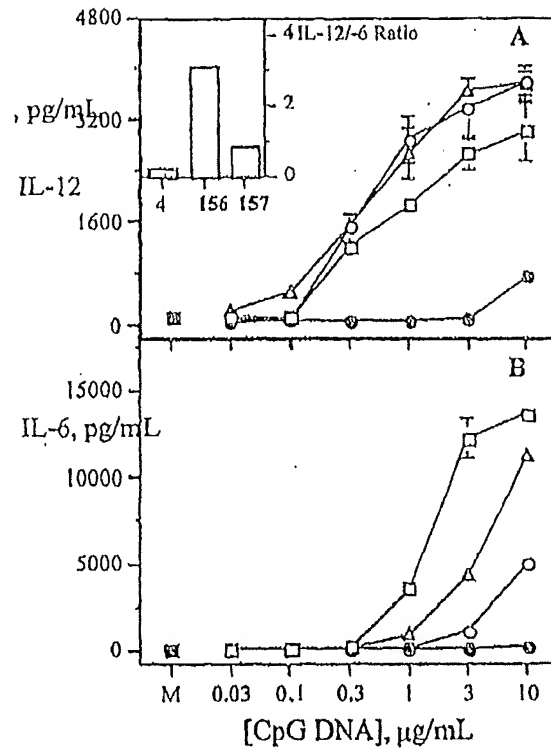 4800
4 IL-12/-6 Ratio
A
, pg/mL
3200
2
IL-12
0
4 156 157
1600
0
B
15000
IL-6, pg/mL
10000
5000
0
M 0.03 0.1 0.3 1 3 10
[CpG DNA], μg/mL